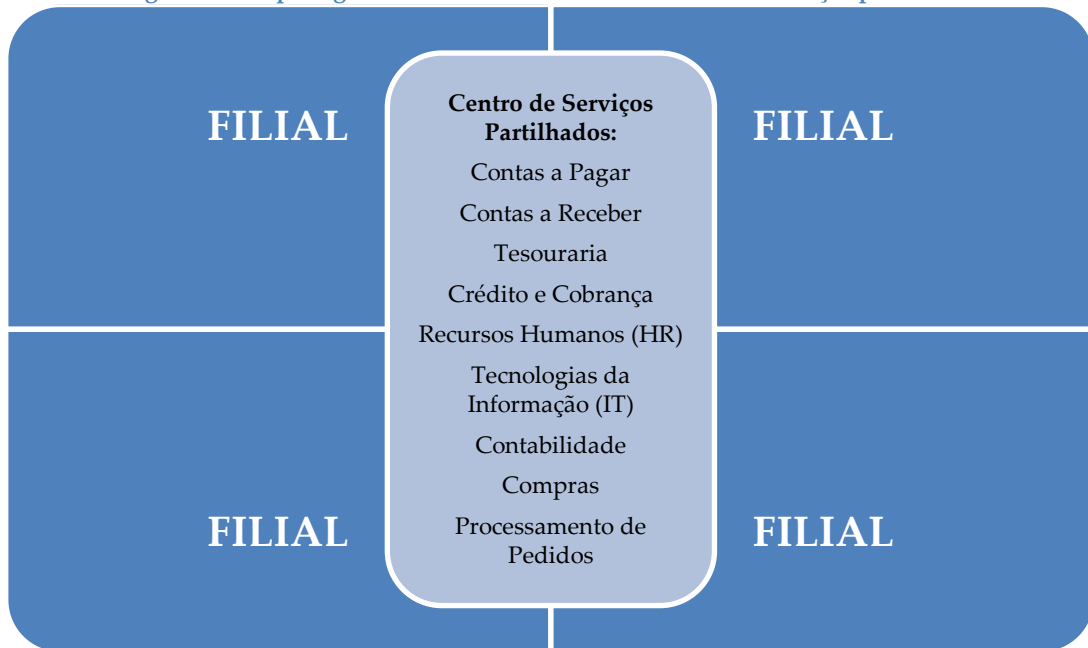 FILIAL
FILIAL
Centro de Serviços
Partilhados:
Contas a Pagar
Contas a Receber
Tesouraria
Crédito e Cobrança
Recursos Humanos (HR)
Tecnologias da
Informação (IT)
Contabilidade
Compras
Processamento de
Pedidos
FILIAL
FILIAL